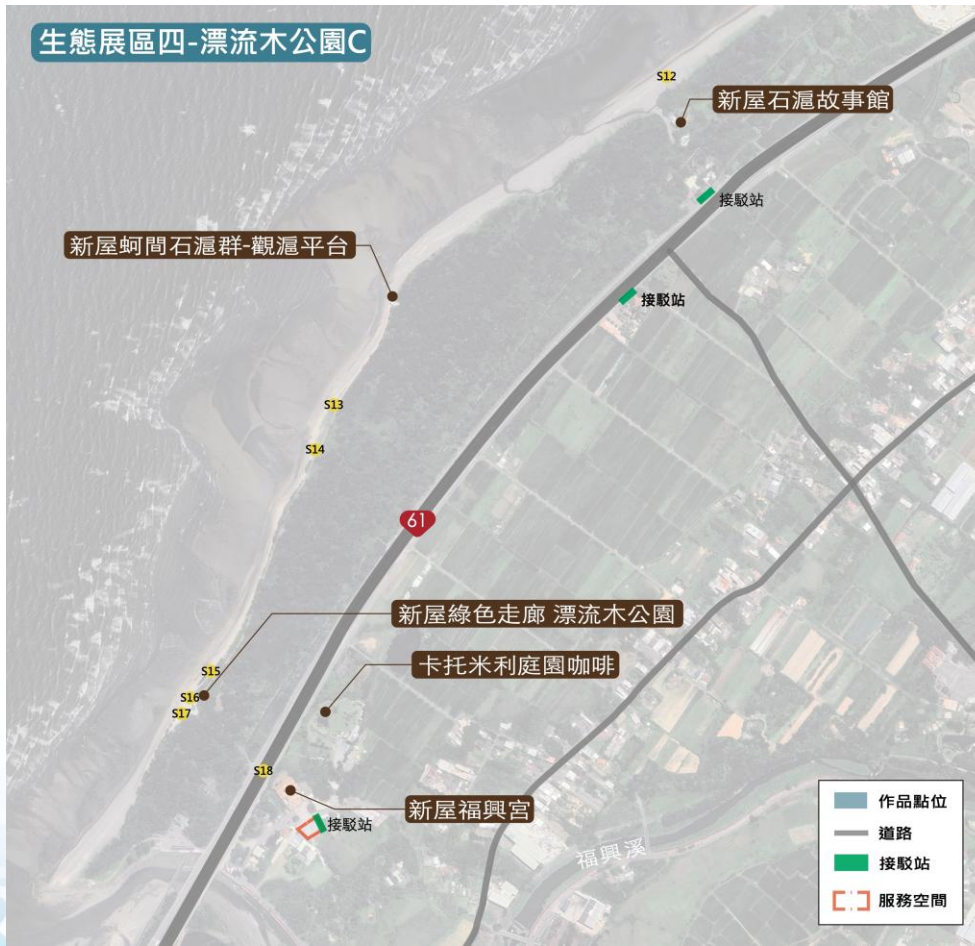 生態展區四-漂流木公園C
S12
新屋石滬故事館
接駁站
新屋蚵間石滬群-觀滬平台
接駁站
S13
S14
61
新屋綠色走廊 漂流木公園
卡托米利庭園咖啡
S15
S16
S17
S18
新屋福興宮
接駁站
福興溪
作品點位
道路
接駁站
服務空間